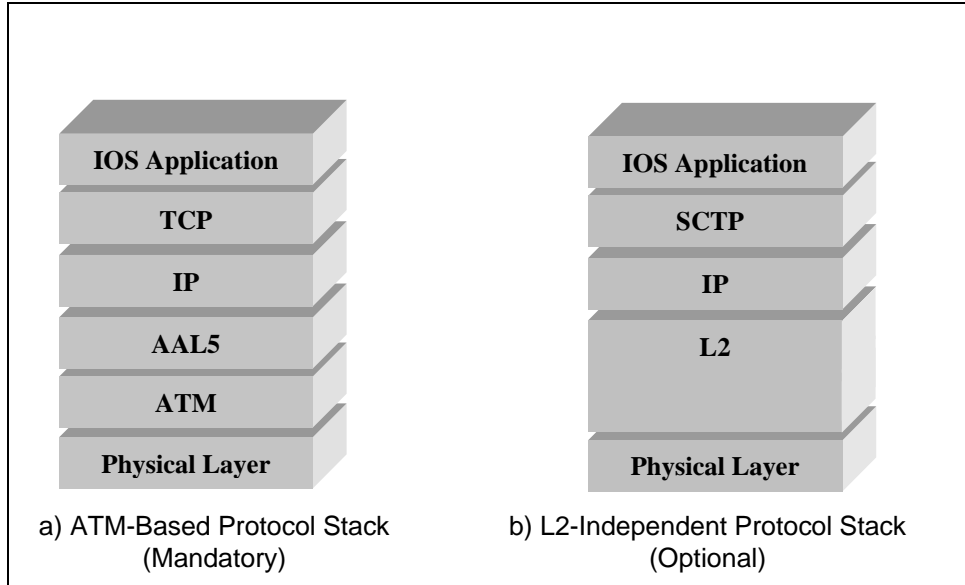 IOS Application
TCP
IP
AAL5
ATM
Physical Layer
a) ATM-Based Protocol Stack
(Mandatory)
IOS Application
SCTP
IP
L2
Physical Layer
b) L2-Independent Protocol Stack
(Optional)